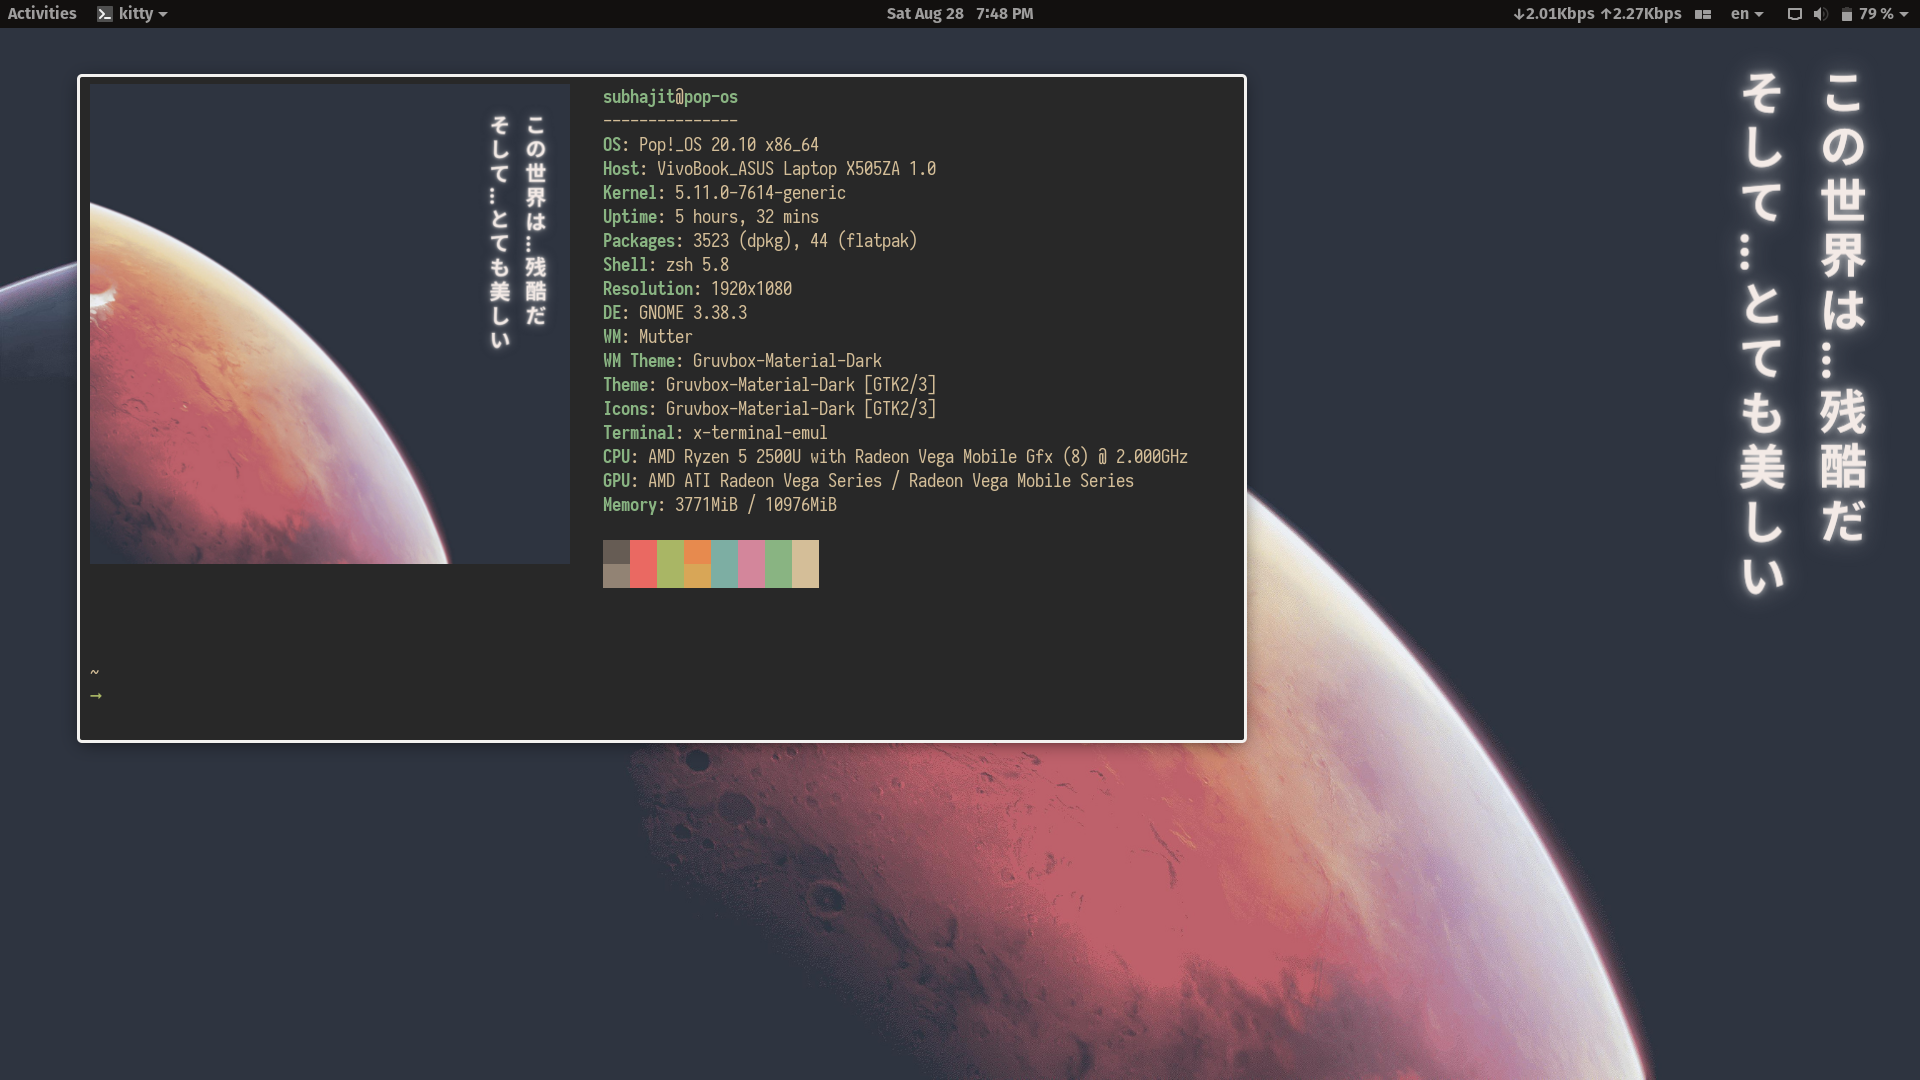 Activities kitty Sat Aug 28 7:48 PM ↓2.01Kbps ↑2.27Kbps en 79 %
この世界は…残酷だ
そして…とても美しい
subhajit@pop-os
---------------
OS: Pop!_OS 20.10 x86_64
Host: VivoBook_ASUS Laptop X505ZA 1.0
Kernel: 5.11.0-7614-generic
Uptime: 5 hours, 32 mins
Packages: 3523 (dpkg), 44 (flatpak)
Shell: zsh 5.8
Resolution: 1920x1080
DE: GNOME 3.38.3
WM: Mutter
WM Theme: Gruvbox-Material-Dark
Theme: Gruvbox-Material-Dark [GTK2/3]
Icons: Gruvbox-Material-Dark [GTK2/3]
Terminal: x-terminal-emul
CPU: AMD Ryzen 5 2500U with Radeon Vega Mobile Gfx (8) @ 2.000GHz
GPU: AMD ATI Radeon Vega Series / Radeon Vega Mobile Series
Memory: 3771MiB / 10976MiB
~
→
この世界は…残酷だ
そして…とても美しい